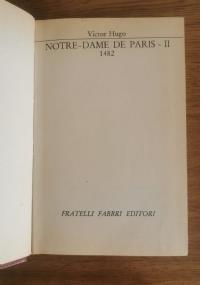 Victor Hugo
NOTRE-DAME DE PARIS - II
1482
FRATELLI FABBRI EDITORI